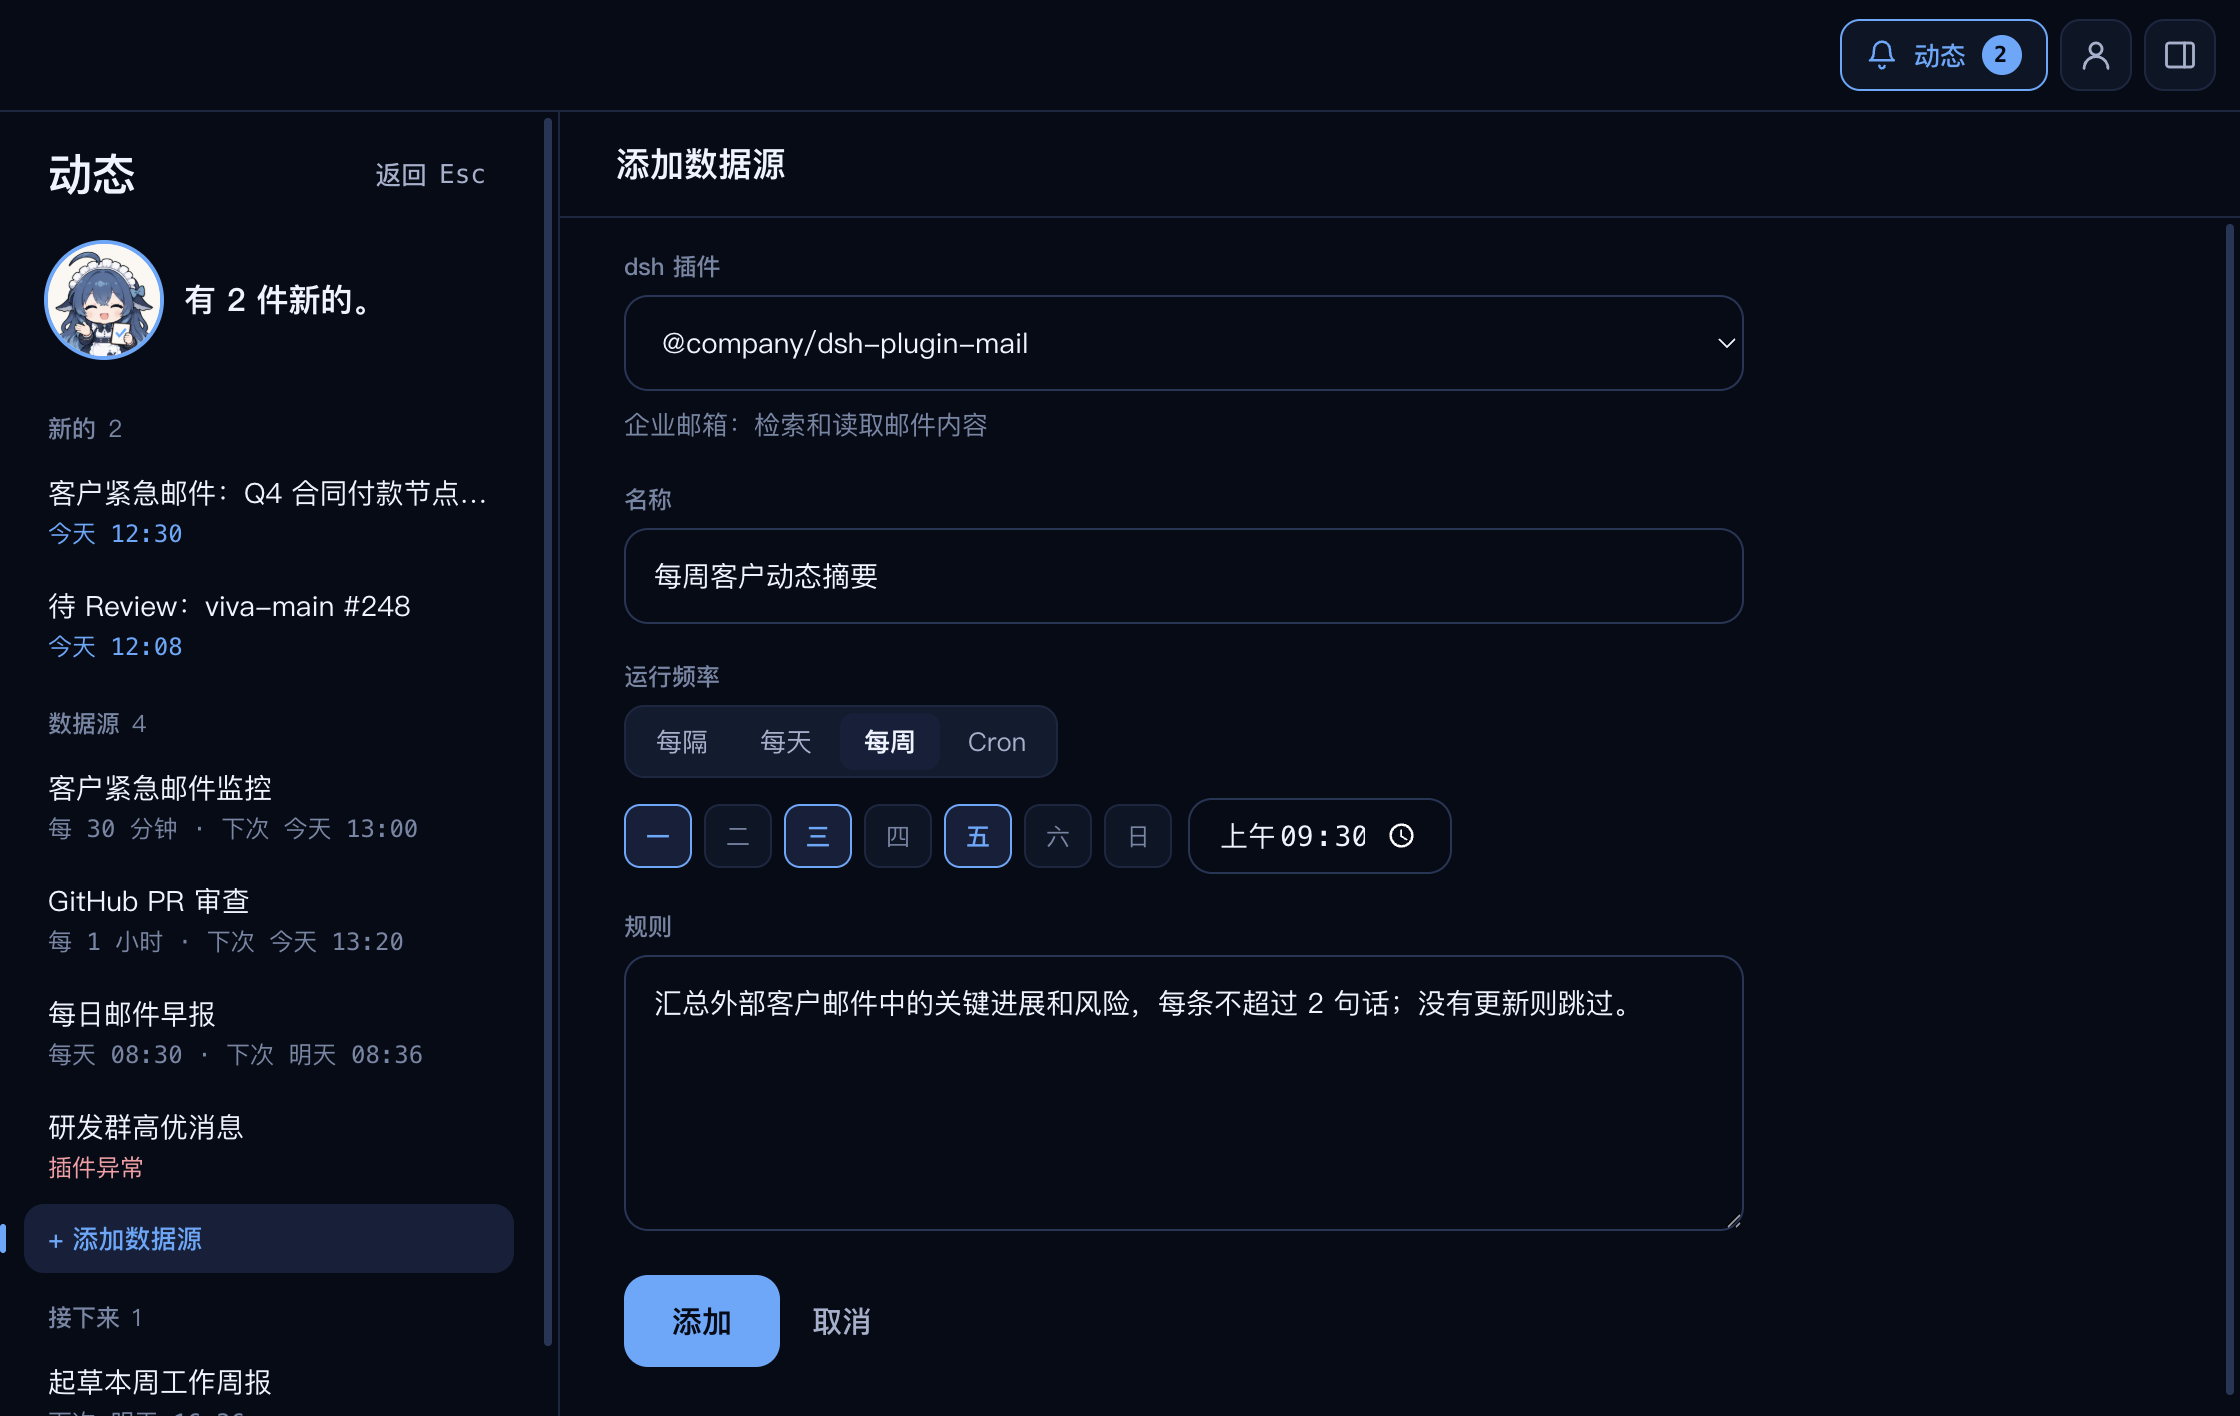 动态 2
动态
返回 Esc
有 2 件新的。
新的 2
客户紧急邮件：Q4 合同付款节点…
今天 12:30
待 Review：viva-main #248
今天 12:08
数据源 4
客户紧急邮件监控
每 30 分钟 · 下次 今天 13:00
GitHub PR 审查
每 1 小时 · 下次 今天 13:20
每日邮件早报
每天 08:30 · 下次 明天 08:36
研发群高优消息
插件异常
+ 添加数据源
接下来 1
起草本周工作周报
添加数据源
dsh 插件
@company/dsh-plugin-mail
企业邮箱：检索和读取邮件内容
名称
每周客户动态摘要
运行频率
每隔 每天 每周 Cron
一 二 三 四 五 六 日 上午09:30
规则
汇总外部客户邮件中的关键进展和风险，每条不超过 2 句话；没有更新则跳过。
添加 取消